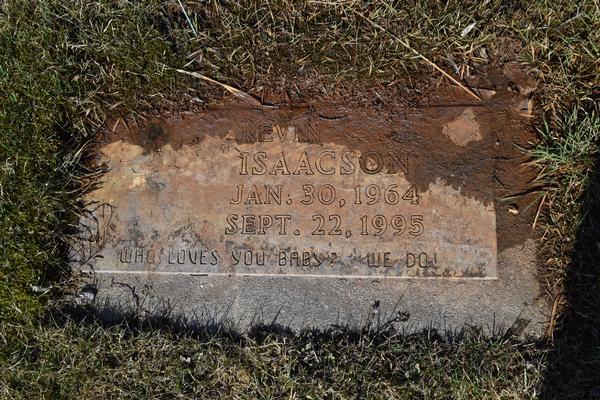 KEVIN
ISAACSON
JAN. 30, 1964
SEPT. 22, 1995
WHO LOVES YOU BABY? WE DO!